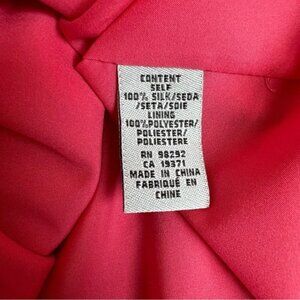 CONTENT
SELF
100% SILK/SEDA
/SETA/SOIE
LINING
100%POLYESTER/
POLIESTER/
POLIESTERE
RN 98292
CA 19371
MADE IN CHINA
FABRIQUÉ EN
CHINE